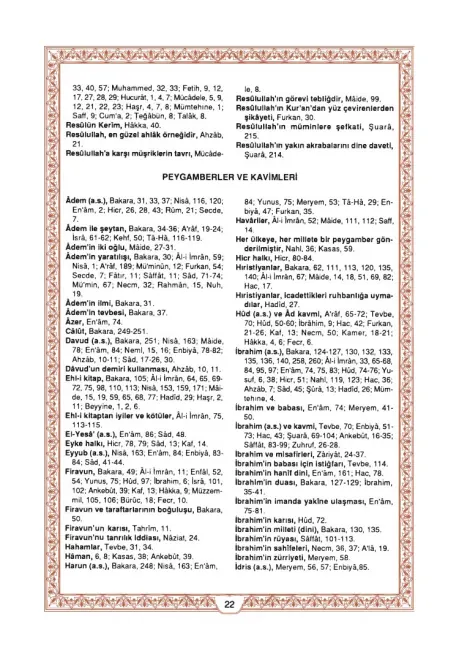 33, 40, 57; Muhammed, 32, 33; Fetih, 9, 12,
17, 27, 28, 29; Hucurât, 1, 4, 7; Mücâdele, 5, 9,
12, 21, 22, 23; Haşr, 4, 7, 8; Mümtehıne, 1;
Saff, 9; Cum'a, 2; Teğâbün, 8; Talâk, 8.
Resûlün Kerîm, Hâkka, 40.
Resûlullah, en güzel ahlâk örneğidir, Ahzâb,
21.
Resûlullah'a karşı müşriklerin tavrı, Mücâde-
le, 8.
Resûlullah'ın görevi tebliğdir, Mâide, 99.
Resûlullah'ın Kur'an'dan yüz çevirenlerden
şikâyeti, Furkan, 30.
Resûlullah'ın müminlere şefkati, Şuarâ,
215.
Resûlullah'ın yakın akrabalarını dine daveti,
Şuarâ, 214.
PEYGAMBERLER VE KAVİMLERİ
Âdem (a.s.), Bakara, 31, 33, 37; Nisâ, 116, 120;
En'âm, 2; Hicr, 26, 28, 43; Rûm, 21; Secde,
7.
Âdem ile şeytan, Bakara, 34-36; A'râf, 19-24;
İsrâ, 61-62; Kehf, 50; Tâ-Hâ, 116-119.
Âdem'in iki oğlu, Mâide, 27-31.
Âdem'in yaratılışı, Bakara, 30; Âl-i İmrân, 59;
Nisâ, 1; A'râf, 189; Mü'minûn, 12; Furkan, 54;
Secde, 7; Fâtır, 11; Sâffât, 11; Sâd, 71-74;
Mü'min, 67; Necm, 32; Rahmân, 15, Nuh,
19.
Âdem'in ilmi, Bakara, 31.
Âdem'in tevbesi, Bakara, 37.
Âzer, En'âm, 74.
Câlût, Bakara, 249-251.
Davud (a.s.), Bakara, 251, Nisâ, 163; Mâide,
78; En'âm, 84; Neml, 15, 16; Enbiyâ, 78-82;
Ahzâb, 10-11; Sâd, 17-26, 30.
Dâvud'un demiri kullanması, Ahzâb, 10, 11.
Ehl-i kitap, Bakara, 105; Âl-i İmrân, 64, 65, 69-
72, 75, 98, 110, 113; Nisâ, 153, 159, 171; Mâi-
de, 15, 19, 59, 65, 68, 77; Hadîd, 29; Haşr, 2,
11; Beyyine, 1, 2, 6.
Ehl-i kitaptan iyiler ve kötüler, Âl-i İmrân, 75,
113-115.
El-Yesâ' (a.s.), En'âm, 86; Sâd, 48.
Eyke halkı, Hicr, 78, 79; Sâd, 13; Kaf, 14.
Eyyub (a.s.), Nisâ, 163, En'âm, 84; Enbiyâ, 83-
84; Sâd, 41-44.
Firavun, Bakara, 49; Âl-i İmrân, 11; Enfâl, 52,
54; Yunus, 75; Hûd, 97; İbrahim, 6; İsrâ, 101,
102; Ankebût, 39; Kaf, 13; Hâkka, 9; Müzzem-
mil, 105, 106; Bürûc, 18; Fecr, 10.
Firavun ve taraftarlarının boğuluşu, Bakara,
50.
Firavun'un karısı, Tahrîm, 11.
Firavun'nu tanrılık iddiası, Nâziat, 24.
Hahamlar, Tevbe, 31, 34.
Hâman, 6, 8; Kasas, 38; Ankebût, 39.
Harun (a.s.), Bakara, 248; Nisâ, 163; En'âm,
84; Yunus, 75; Meryem, 53; Tâ-Hâ, 29; En-
biyâ, 47; Furkan, 35.
Havâriler, Âl-i İmrân, 52; Mâide, 111, 112; Saff,
14.
Her ülkeye, her millete bir peygamber gön-
derilmiştir, Nahl, 36; Kasas, 59.
Hicr halkı, Hicr, 80-84.
Hıristiyanlar, Bakara, 62, 111, 113, 120, 135,
140; Âl-i İmrân, 67; Mâide, 14, 18, 51, 69, 82;
Hac, 17.
Hıristiyanlar, icadettikleri ruhbanlığa uyma-
dılar, Hadîd, 27.
Hûd (a.s.) ve Âd kavmi, A'râf, 65-72; Tevbe,
70; Hûd, 50-60; İbrâhim, 9; Hac, 42; Furkan,
21-26, Kaf, 13; Necm, 50; Kamer, 18-21;
Hâkka, 4, 6; Fecr, 6.
İbrahim (a.s.), Bakara, 124-127, 130, 132, 133,
135, 136, 140, 258, 260; Âl-i İmrân, 33, 65-68,
84, 95, 97; En'âm, 74, 75, 83; Hûd, 74-76; Yu-
suf, 6, 38; Hicr, 51; Nahl, 119, 123; Hac, 36;
Ahzâb, 7; Sâd, 45; Şûrâ, 13; Hadîd, 26; Müm-
tehıne, 4.
İbrahim ve babası, En'âm, 74; Meryem, 41-
50.
İbrahim (a.s.) ve kavmi, Tevbe, 70; Enbiyâ, 51-
73; Hac, 43; Şuarâ, 69-104; Ankebût, 16-35;
Sâffât, 83-99; Zuhruf, 26-28.
İbrahim ve misafirleri, Zâriyât, 24-37.
İbrahim'in babası için istiğfarı, Tevbe, 114.
İbrahim'in hanîf dini, En'âm, 161; Hac, 78.
İbrahim'in duası, Bakara, 127-129; İbrahim,
35-41.
İbrahim'in imanda yakîne ulaşması, En'âm,
75-81.
İbrahim'in karısı, Hûd, 72.
İbrahim'in milleti (dini), Bakara, 130, 135.
İbrahim'in rüyası, Sâffât, 101-113.
İbrahim'in sahîfeleri, Necm, 36, 37; A'lâ, 19.
İbrahim'in zürriyeti, Meryem, 58.
İdris (a.s.), Meryem, 56, 57; Enbiyâ,85.
22